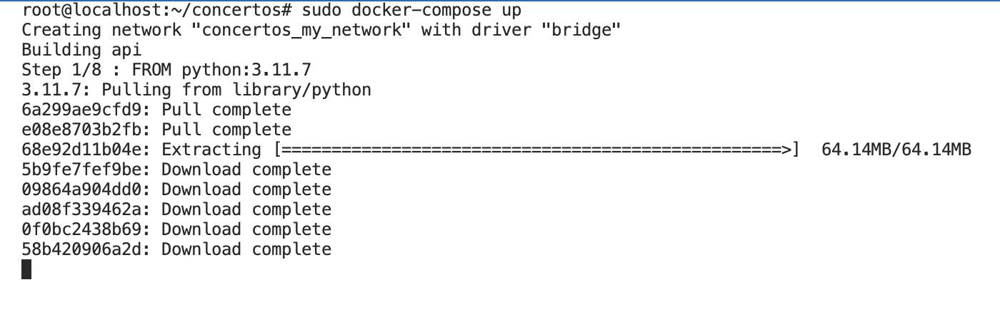 root@localhost:~/concertos# sudo docker-compose up
Creating network "concertos_my_network" with driver "bridge"
Building api
Step 1/8 : FROM python:3.11.7
3.11.7: Pulling from library/python
6a299ae9cfd9: Pull complete
e08e8703b2fb: Pull complete
68e92d11b04e: Extracting [==================================================>]  64.14MB/64.14MB
5b9fe7fef9be: Download complete
09864a904dd0: Download complete
ad08f339462a: Download complete
0f0bc2438b69: Download complete
58b420906a2d: Download complete